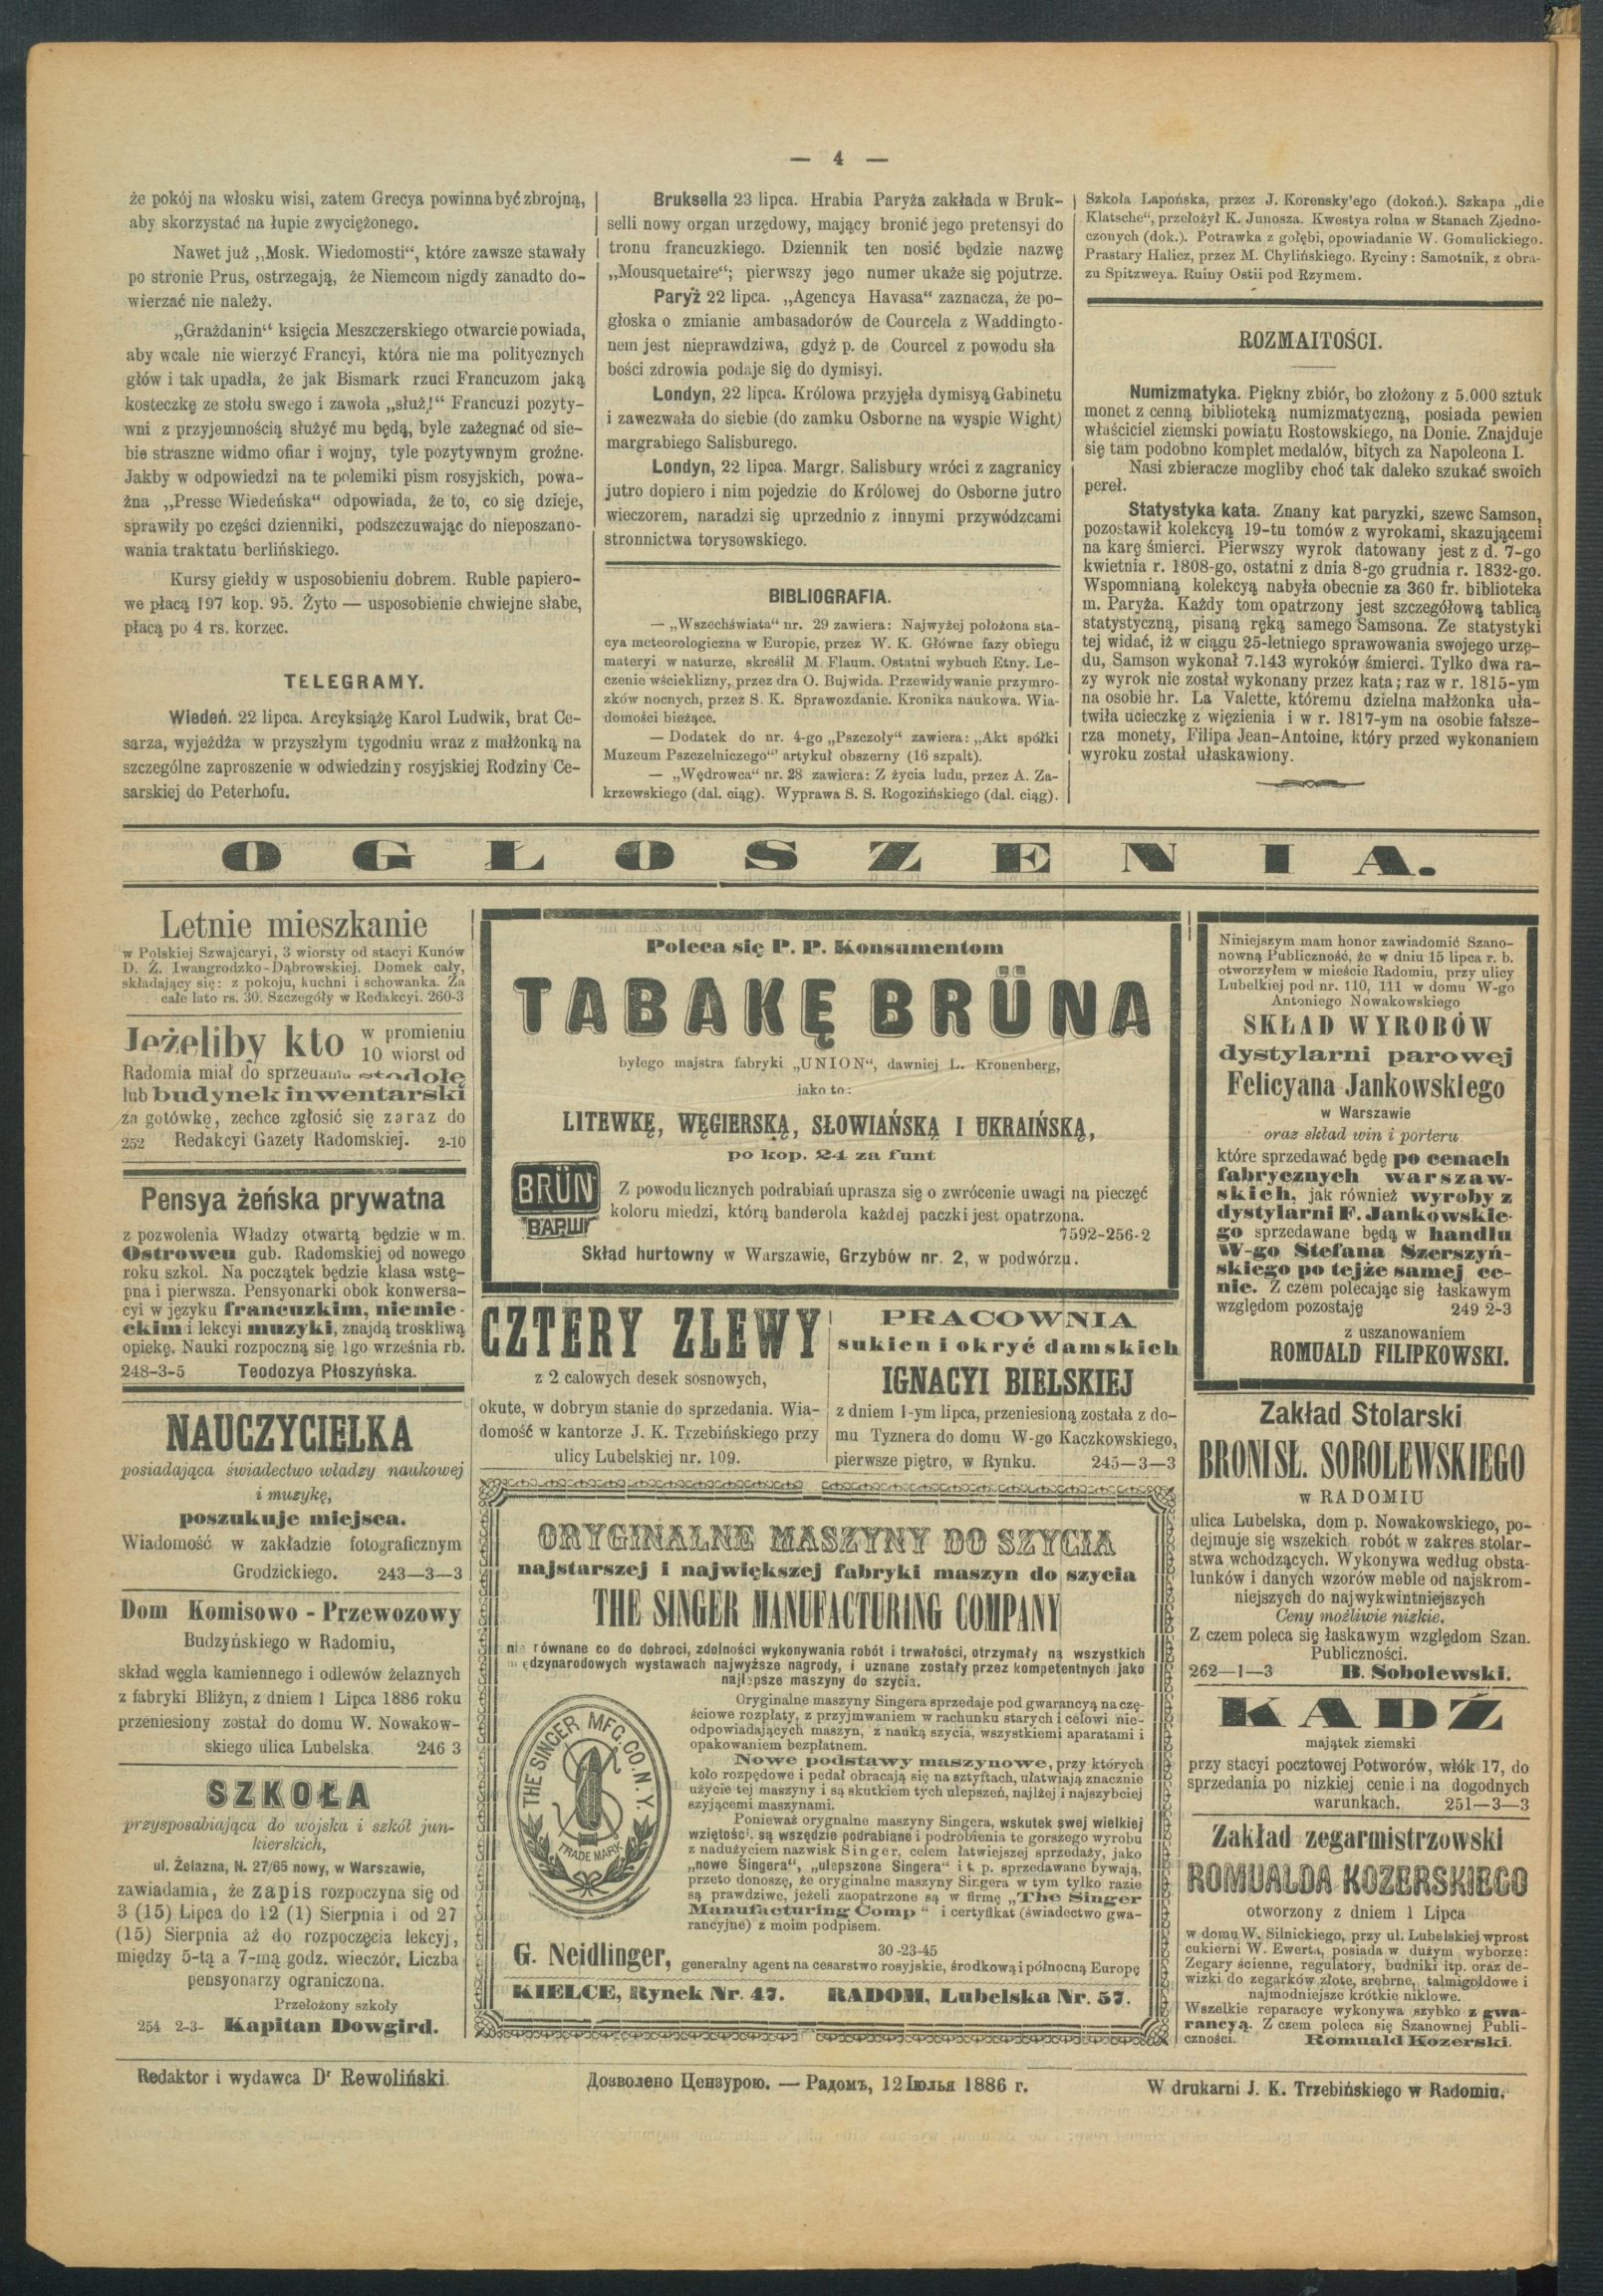 — 4 —
że pokój na włosku wisi, zatem Grecya powinna być zbrojną,
aby skorzystać na łupie zwyciężonego.
Nawet już „Mosk. Wiedomosti“, które zawsze stawały
po stronie Prus, ostrzegają, że Niemcom nigdy zanadto do-
wierzać nie należy.
„Grażdanin“ księcia Meszczerskiego otwarcie powiada,
aby wcale nie wierzyć Francyi, która nie ma politycznych
głów i tak upadła, że jak Bismark rzuci Francuzom jaką
kosteczkę ze stołu swego i zawoła „służ!“ Francuzi pozyty-
wni z przyjemnością służyć mu będą, byle zażegnać od sie-
bie straszne widmo ofiar i wojny, tyle pozytywnym groźne.
Jakby w odpowiedzi na te polemiki pism rosyjskich, powa-
żna „Presse Wiedeńska“ odpowiada, że to, co się dzieje,
sprawiły po części dzienniki, podszczuwając do nieposzano-
wania traktatu berlińskiego.
Kursy giełdy w usposobieniu dobrem. Ruble papiero-
we płacą 197 kop. 95. Żyto — usposobienie chwiejne słabe,
płacą po 4 rs. korzec.
TELEGRAMY.
Wiedeń. 22 lipca. Arcyksiążę Karol Ludwik, brat Ce-
sarza, wyjeżdża w przyszłym tygodniu wraz z małżonką na
szczególne zaproszenie w odwiedziny rosyjskiej Rodziny Ce-
sarskiej do Peterhofu.
Bruksella 23 lipca. Hrabia Paryża zakłada w Bruk-
selli nowy organ urzędowy, mający bronić jego pretensyi do
tronu francuzkiego. Dziennik ten nosić będzie nazwę
„Mousquetaire“; pierwszy jego numer ukaże się pojutrze.
Paryż 22 lipca. „Agencya Havasa“ zaznacza, że po-
głoska o zmianie ambasadorów de Courcela z Waddingto-
nem jest nieprawdziwa, gdyż p. de Courcel z powodu sła
bości zdrowia podaje się do dymisyi.
Londyn, 22 lipca. Królowa przyjęła dymisyą Gabinetu
i zawezwała do siebie (do zamku Osborne na wyspie Wight)
margrabiego Salisburego.
Londyn, 22 lipca. Margr. Salisbury wróci z zagranicy
jutro dopiero i nim pojedzie do Królowej do Osborne jutro
wieczorem, naradzi się uprzednio z innymi przywódzcami
stronnictwa torysowskiego.
BIBLIOGRAFIA.
— „Wszechświata“ nr. 29 zawiera: Najwyżej położona sta-
cya meteorologiczna w Europie, przez W. K. Główne fazy obiegu
materyi w naturze, skreślił M. Flaum. Ostatni wybuch Etny. Le-
czenie wścieklizny, przez dra O. Bujwida. Przewidywanie przymro-
zków nocnych, przez S. K. Sprawozdanie. Kronika naukowa. Wia-
domości bieżące.
— Dodatek do nr. 4-go „Pszczoły“ zawiera: „Akt spółki
Muzeum Pszczelniczego“ artykuł obszerny (16 szpalt).
— „Wędrowca“ nr. 28 zawiera: Z życia ludu, przez A. Za-
krzewskiego (dal. ciąg). Wyprawa S. S. Rogozińskiego (dal. ciąg).
Szkoła Lapońska, przez J. Korensky'ego (dokoń.). Szkapa „die
Klatsche“, przełożył K. Junosza. Kwestya rolna w Stanach Zjedno-
czonych (dok.). Potrawka z gołębi, opowiadanie W. Gomulickiego.
Prastary Halicz, przez M. Chylińskiego. Ryciny: Samotnik, z obra-
zu Spitzweya. Ruiny Ostii pod Rzymem.
ROZMAITOŚCI.
Numizmatyka. Piękny zbiór, bo złożony z 5.000 sztuk
monet z cenną biblioteką numizmatyczną, posiada pewien
właściciel ziemski powiatu Rostowskiego, na Donie. Znajduje
się tam podobno komplet medalów, bitych za Napoleona I.
Nasi zbieracze mogliby choć tak daleko szukać swoich
pereł.
Statystyka kata. Znany kat paryzki, szewc Samson,
pozostawił kolekcyą 19-tu tomów z wyrokami, skazującemi
na karę śmierci. Pierwszy wyrok datowany jest z d. 7-go
kwietnia r. 1808-go, ostatni z dnia 8-go grudnia r. 1832-go.
Wspomnianą kolekcyą nabyła obecnie za 360 fr. biblioteka
m. Paryża. Każdy tom opatrzony jest szczegółową tablicą
statystyczną, pisaną ręką samego Samsona. Ze statystyki
tej widać, iż w ciągu 25-letniego sprawowania swojego urzę-
du, Samson wykonał 7.143 wyroków śmierci. Tylko dwa ra-
zy wyrok nie został wykonany przez kata; raz w r. 1815-ym
na osobie hr. La Valette, któremu dzielna małżonka uła-
twiła ucieczkę z więzienia i w r. 1817-ym na osobie fałsze-
rza monety, Filipa Jean-Antoine, który przed wykonaniem
wyroku został ułaskawiony.
OGŁOSZENIA.
Letnie mieszkanie
w Polskiej Szwajcaryi, 3 wiorsty od stacyi Kunów
D. Ż. Iwangrodzko-Dąbrowskiej. Domek cały,
składający się: z pokoju, kuchni i schowanka. Za
całe lato rs. 30. Szczegóły w Redakcyi. 260-3
Jeżeliby kto w promieniu
10 wiorst od
Radomia miał do sprzedania stodołę
lub budynek inwentarski
za gotówkę, zechce zgłosić się zaraz do
252 Redakcyi Gazety Radomskiej. 2-10
Pensya żeńska prywatna
z pozwolenia Władzy otwartą będzie w m.
Ostrowcu gub. Radomskiej od nowego
roku szkol. Na początek będzie klasa wstę-
pna i pierwsza. Pensyonarki obok konwersa-
cyi w języku francuzkim, niemie-
ckim i lekcyi muzyki, znajdą troskliwą
opiekę. Nauki rozpoczną się 1go września rb.
248-3-5 Teodozya Płoszyńska.
NAUCZYCIELKA
posiadająca świadectwo władzy naukowej
i muzykę,
poszukuje miejsca.
Wiadomość w zakładzie fotograficznym
Grodzickiego. 243—3—3
Dom Komisowo - Przewozowy
Budzyńskiego w Radomiu,
skład węgla kamiennego i odlewów żelaznych
z fabryki Bliżyn, z dniem 1 Lipca 1886 roku
przeniesiony został do domu W. Nowakow-
skiego ulica Lubelska. 246 3
SZKOŁA
przysposabiająca do wojska i szkół jun-
kierskich,
ul. Żelazna, N. 27/65 nowy, w Warszawie,
zawiadamia, że zapis rozpoczyna się od
3 (15) Lipca do 12 (1) Sierpnia i od 27
(15) Sierpnia aż do rozpoczęcia lekcyj,
między 5-tą a 7-mą godz. wieczór. Liczba
pensyonarzy ograniczona.
Przełożony szkoły
254 2-3- Kapitan Dowgird.
Poleca się P. P. Konsumentom
TABAKĘ BRÜNA
byłego majstra fabryki „UNION“, dawniej L. Kronenberg,
jako to:
LITEWKĘ, WĘGIERSKĄ, SŁOWIAŃSKĄ I UKRAIŃSKĄ,
po kop. 24 za funt
BRÜN
ВАРШ
Z powodu licznych podrabiań uprasza się o zwrócenie uwagi na pieczęć
koloru miedzi, którą banderola każdej paczki jest opatrzona.
7592-256-2
Skład hurtowny w Warszawie, Grzybów nr. 2, w podwórzu.
CZTERY ZLEWY
z 2 calowych desek sosnowych,
okute, w dobrym stanie do sprzedania. Wia-
domość w kantorze J. K. Trzebińskiego przy
ulicy Lubelskiej nr. 109.
PRACOWNIA
sukien i okryć damskich
IGNACYI BIELSKIEJ
z dniem 1-ym lipca, przeniesioną została z do-
mu Tyznera do domu W-go Kaczkowskiego,
pierwsze piętro, w Rynku. 245—3—3
ORYGINALNE MASZYNY DO SZYCIA
najstarszej i największej fabryki maszyn do szycia
THE SINGER MANUFACTURING COMPANY
nie równane co do dobroci, zdolności wykonywania robót i trwałości, otrzymały na wszystkich
międzynarodowych wystawach najwyższe nagrody, i uznane zostały przez kompetentnych jako
najlepsze maszyny do szycia.
THE SINGER MFG. CO. N. Y.
TRADE MARK
Oryginalne maszyny Singera sprzedaje pod gwarancyą na czę-
ściowe rozpłaty, z przyjmwaniem w rachunku starych i celowi nie-
odpowiadających maszyn, z nauką szycia, wszystkiemi aparatami i
opakowaniem bezpłatnem.
Nowe podstawy maszynowe, przy których
koło rozpędowe i pedał obracają się na sztyftach, ułatwiają znacznie
użycie tej maszyny i są skutkiem tych ulepszeń, najlżej i najszybciej
szyjącemi maszynami.
Ponieważ orygnalne maszyny Singera, wskutek swej wielkiej
wziętości, są wszędzie podrabiane i podrobienia te gorszego wyrobu
z nadużyciem nazwisk Singer, celem łatwiejszej sprzedaży, jako
„nowe Singera“, „ulepszone Singera“ i t. p. sprzedawane bywają,
przeto donoszę, że oryginalne maszyny Singera w tym tylko razie
są prawdziwe, jeżeli zaopatrzone są w firmę „The Singer
Manufacturing Comp “ i certyfikat (świadectwo gwa-
rancyjne) z moim podpisem.
30-23-45
G. Neidlinger, generalny agent na cesarstwo rosyjskie, środkową i północną Europę
KIELCE, Rynek Nr. 47. RADOM, Lubelska Nr. 57.
Niniejszym mam honor zawiadomić Szano-
nowną Publiczność, że w dniu 15 lipca r. b.
otworzyłem w mieście Radomiu, przy ulicy
Lubelkiej pod nr. 110, 111 w domu W-go
Antoniego Nowakowskiego
SKŁAD WYROBÓW
dystylarni parowej
Felicyana Jankowskiego
w Warszawie
oraz skład win i porteru
które sprzedawać będę po cenach
fabrycznych warszaw-
skich, jak również wyroby z
dystylarni F. Jankowskie-
go sprzedawane będą w handlu
W-go Stefana Szerszyń-
skiego po tejże samej ce-
nie. Z czem polecając się łaskawym
względom pozostaję 249 2-3
z uszanowaniem
ROMUALD FILIPKOWSKI.
Zakład Stolarski
BRONISŁ. SOBOLEWSKIEGO
w RADOMIU
ulica Lubelska, dom p. Nowakowskiego, po-
dejmuje się wszekich robót w zakres stolar-
stwa wchodzących. Wykonywa według obsta-
lunków i danych wzorów meble od najskrom-
niejszych do najwykwintniejszych
Ceny możliwie nizkie.
Z czem poleca się łaskawym względom Szan.
Publiczności.
262—1—3 B. Sobolewski.
KADŹ
majątek ziemski
przy stacyi pocztowej Potworów, włók 17, do
sprzedania po nizkiej cenie i na dogodnych
warunkach. 251—3—3
Zakład zegarmistrzowski
ROMUALDA KOZERSKIEGO
otworzony z dniem 1 Lipca
w domu W. Silnickiego, przy ul. Lubelskiej wprost
cukierni W. Ewerta, posiada w dużym wyborze:
Zegary ścienne, regulatory, budniki itp. oraz de-
wizki do zegarków złote, srebrne, talmigoldowe i
najmodniejsze krótkie niklowe.
Wszelkie reparacye wykonywa szybko z gwa-
rancyą. Z czem poleca się Szanownej Publi-
czności. Romuald Kozerski.
Redaktor i wydawca Dr Rewoliński.
Дозволено Цензурою. — Радомъ, 12 Іюлья 1886 г.
W drukarni J. K. Trzebińskiego w Radomiu.